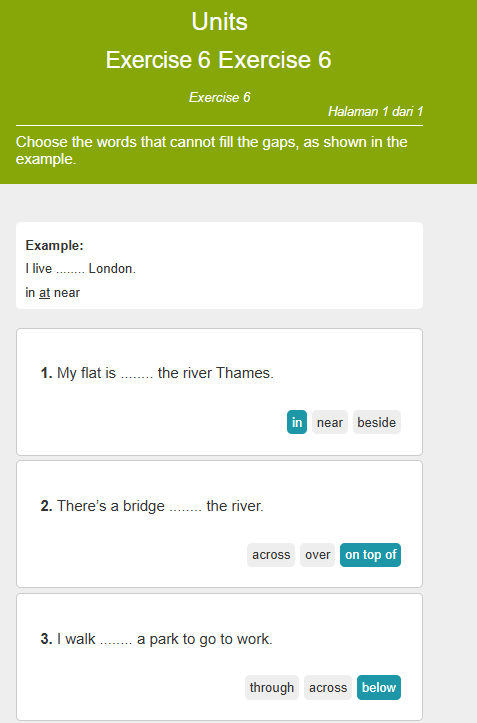 Units
Exercise 6 Exercise 6
Exercise 6
Halaman 1 dari 1
Choose the words that cannot fill the gaps, as shown in the
example.
Example:
I live ........ London.
in at near
1. My flat is ........ the river Thames.
in near beside
2. There's a bridge ........ the river.
across over on top of
3. I walk ........ a park to go to work.
through across below